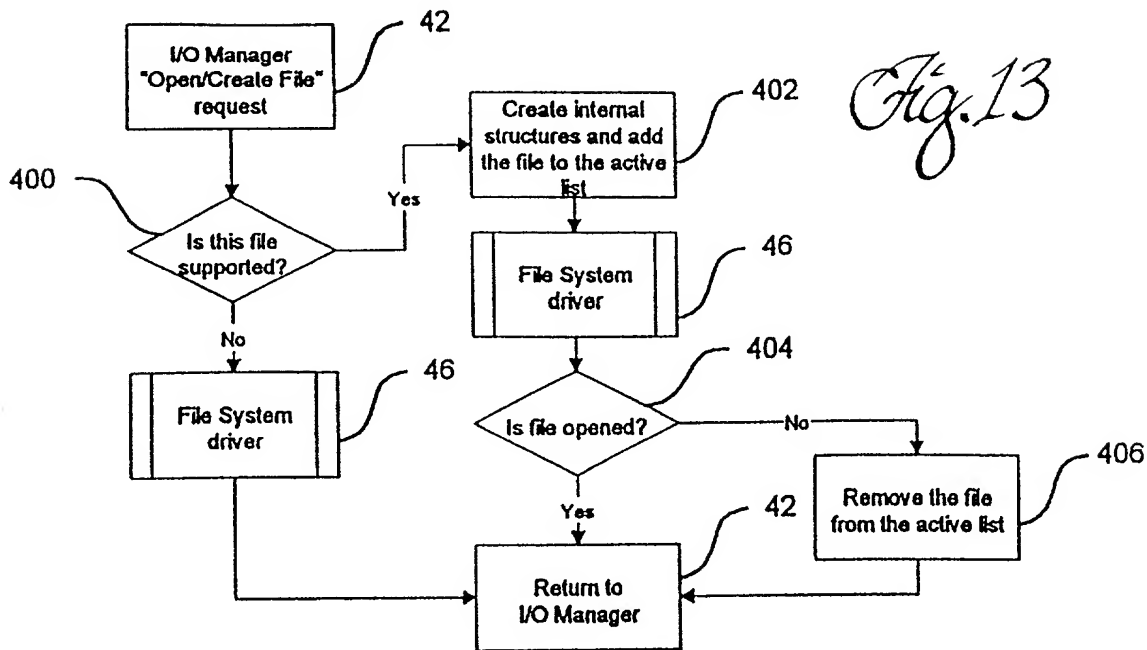 42
I/O Manager
"Open/Create File"
request
Fig. 13
402
Create internal
structures and add
the file to the active
list
400
Yes
Is this file
supported?
46
File System
driver
No
404
46
File System
driver
Is file opened?
No
406
Remove the file
from the active list
Yes
42
Return to
I/O Manager